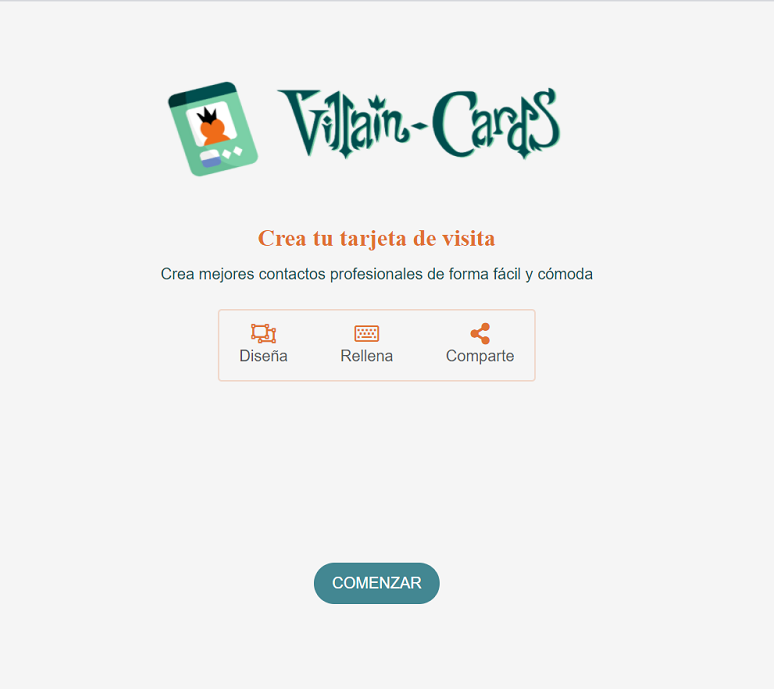 Villain-Cards
Crea tu tarjeta de visita
Crea mejores contactos profesionales de forma fácil y cómoda
Diseña Rellena Comparte
COMENZAR